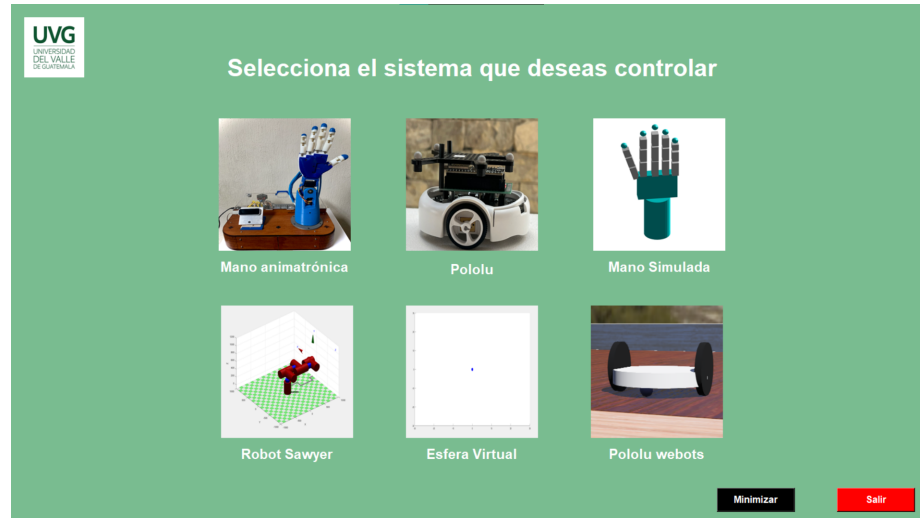 UVG
UNIVERSIDAD
DEL VALLE
DE GUATEMALA
Selecciona el sistema que deseas controlar
Mano animatrónica
Pololu
Mano Simulada
Robot Sawyer
Esfera Virtual
Pololu webots
Minimizar
Salir